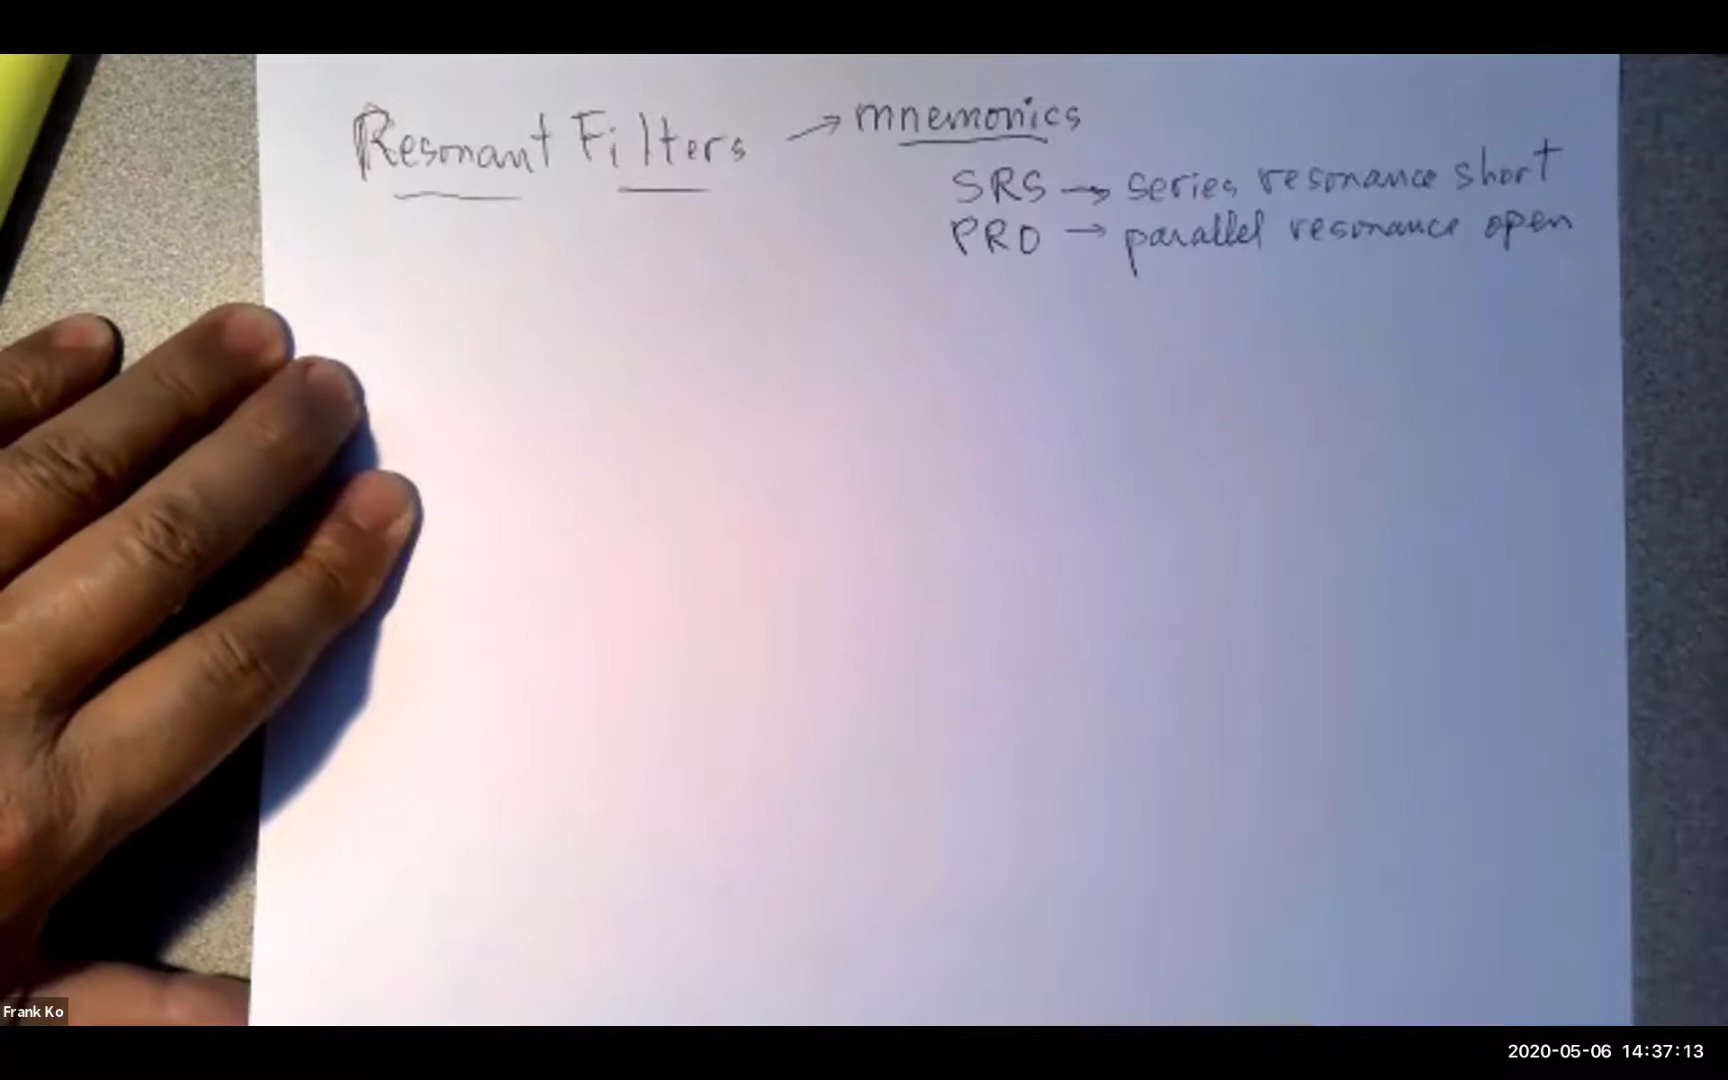 Resonant Filters → mnemonics
SRS → series resonance short
PRO → parallel resonance open
Frank Ko
2020-05-06 14:37:13